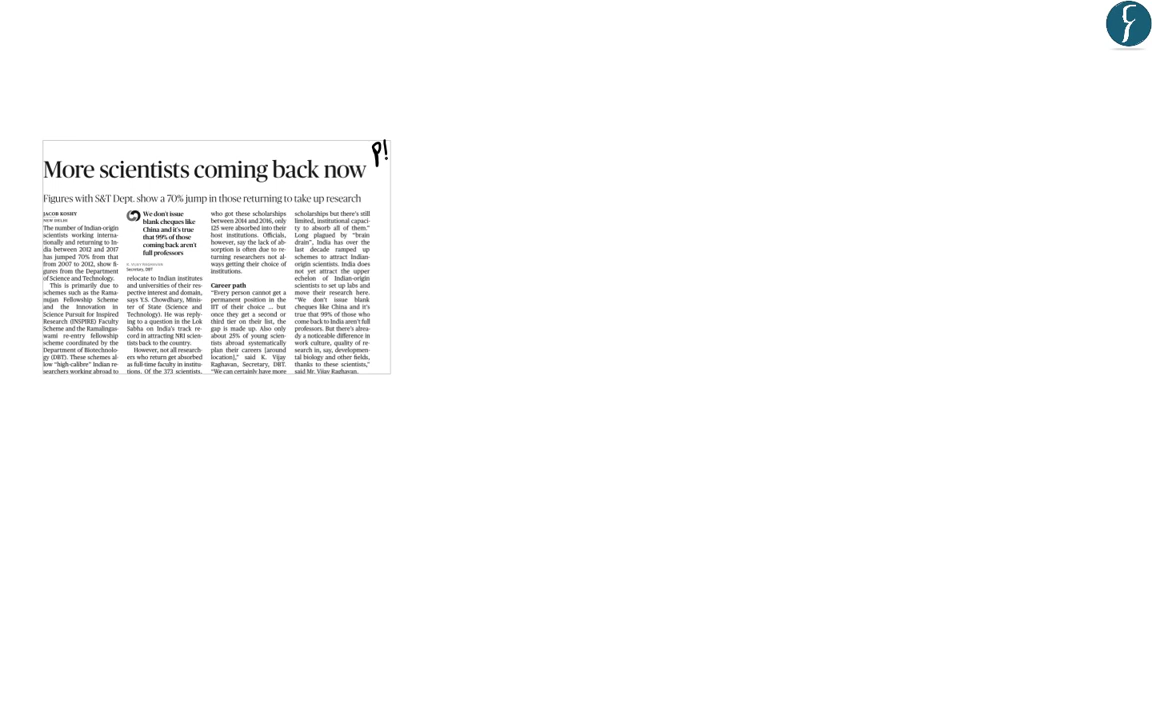 P!
More scientists coming back now
Figures with S&T Dept. show a 70% jump in those returning to take up research
JACOB KOSHY
NEW DELHI
The number of Indian-origin
scientists working interna-
tionally and returning to In-
dia between 2012 and 2017
has jumped 70% from that
from 2007 to 2012, show fi-
gures from the Department
of Science and Technology.
This is primarily due to
schemes such as the Rama-
nujan Fellowship Scheme
and the Innovation in
Science Pursuit for Inspired
Research (INSPIRE) Faculty
Scheme and the Ramalingas-
wami re-entry fellowship
scheme coordinated by the
Department of Biotechnolo-
gy (DBT). These schemes al-
low "high-caliber" Indian re-
searchers working abroad to
We don't issue
blank cheques like
China and it's true
that 99% of those
coming back aren't
full professors
K. VIJAY RAGHAVAN
Secretary, DBT
relocate to Indian institutes
and universities of their res-
pective interest and domain,
says Y.S. Chowdhary, Minis-
ter of State (Science and
Technology). He was reply-
ing to a question in the Lok
Sabha on India's track re-
cord in attracting NRI scien-
tists back to the country.
However, not all research-
ers who return get absorbed
as full-time faculty in institu-
tions. Of the 373 scientists,
who got these scholarships
between 2014 and 2016, only
125 were absorbed into their
host institutions. Officials,
however, say the lack of ab-
sorption is often due to re-
turning researchers not al-
ways getting their choice of
institutions.
Career path
"Every person cannot get a
permanent position in the
IIT of their choice ... but
once they get a second or
third tier on their list, the
gap is made up. Also only
about 25% of young scien-
tists abroad systematically
plan their careers [around
location]," said K. Vijay
Raghavan, Secretary, DBT.
"We can certainly have more
scholarships but there's still
limited, institutional capaci-
ty to absorb all of them."
Long plagued by "brain
drain", India has over the
last decade ramped up
schemes to attract Indian-
origin scientists. India does
not yet attract the upper
echelon of Indian-origin
scientists to set up labs and
move their research here.
"We don't issue blank
cheques like China and it's
true that 99% of those who
come back to India aren't full
professors. But there's alrea-
dy a noticeable difference in
work culture, quality of re-
search in, say, developmen-
tal biology and other fields,
thanks to these scientists,"
said Mr. Vijay Raghavan.